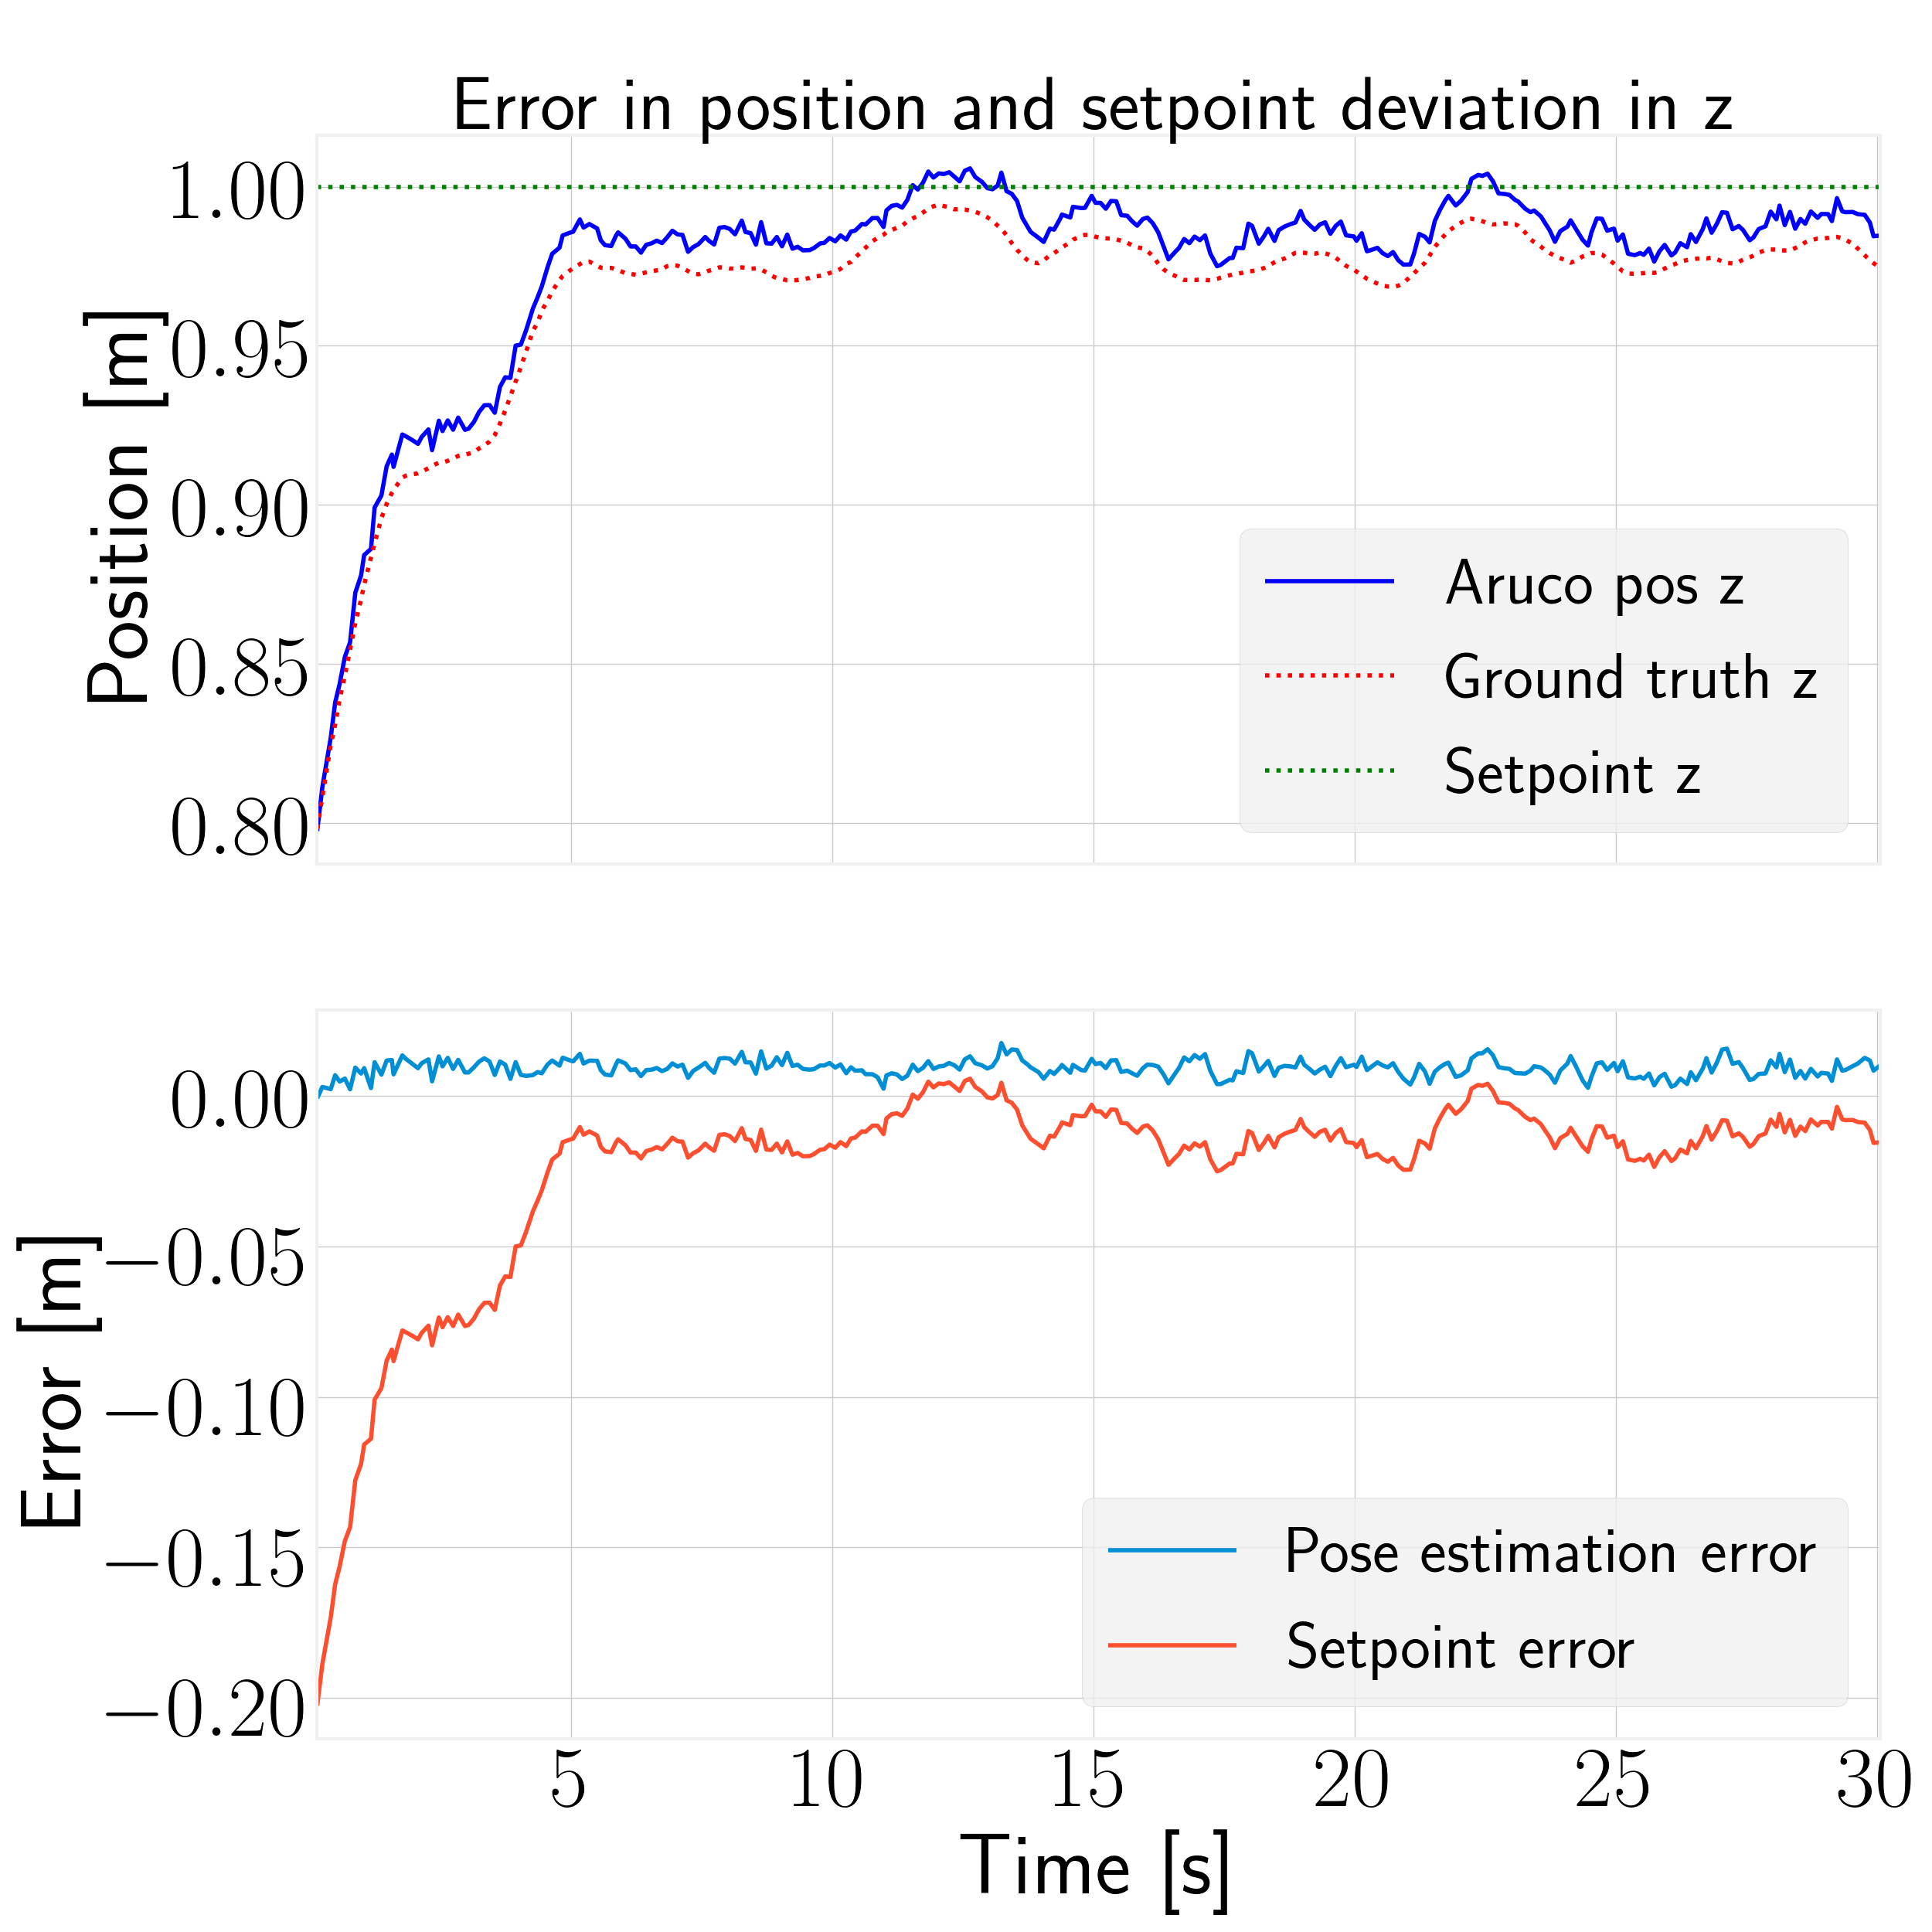 Error in position and setpoint deviation in z
Position [m]
1.00
0.95
0.90
0.85
0.80
Aruco pos z
Ground truth z
Setpoint z
Error [m]
0.00
−0.05
−0.10
−0.15
−0.20
Pose estimation error
Setpoint error
5 10 15 20 25 30
Time [s]